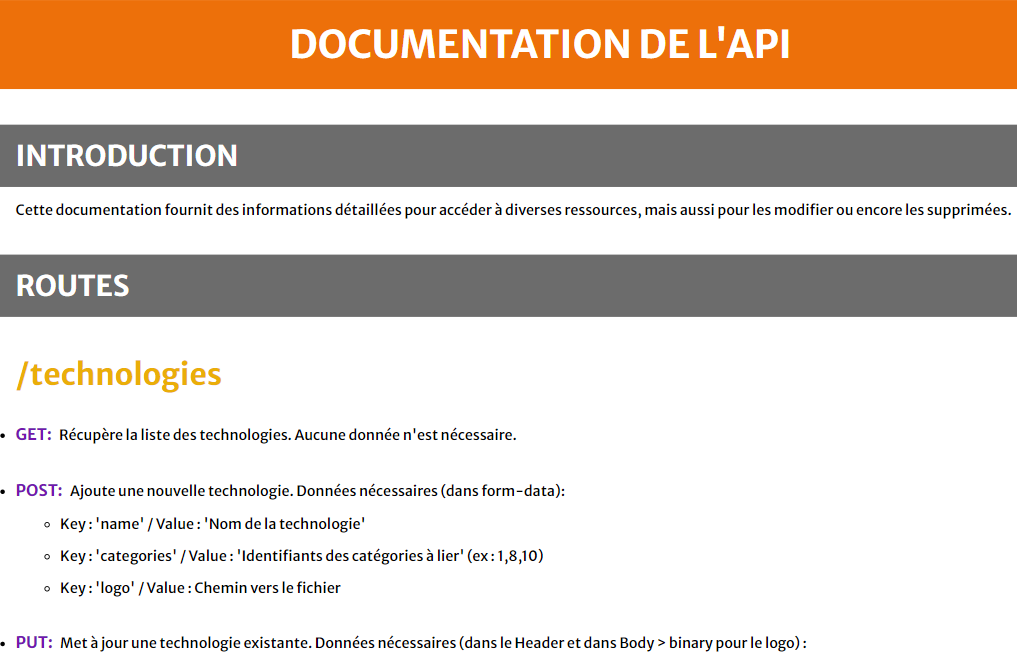 DOCUMENTATION DE L'API
INTRODUCTION
Cette documentation fournit des informations détaillées pour accéder à diverses ressources, mais aussi pour les modifier ou encore les supprimées.
ROUTES
/technologies
• GET: Récupère la liste des technologies. Aucune donnée n'est nécessaire.
• POST: Ajoute une nouvelle technologie. Données nécessaires (dans form-data):
◦ Key : 'name' / Value : 'Nom de la technologie'
◦ Key : 'categories' / Value : 'Identifiants des catégories à lier' (ex : 1,8,10)
◦ Key : 'logo' / Value : Chemin vers le fichier
• PUT: Met à jour une technologie existante. Données nécessaires (dans le Header et dans Body > binary pour le logo) :